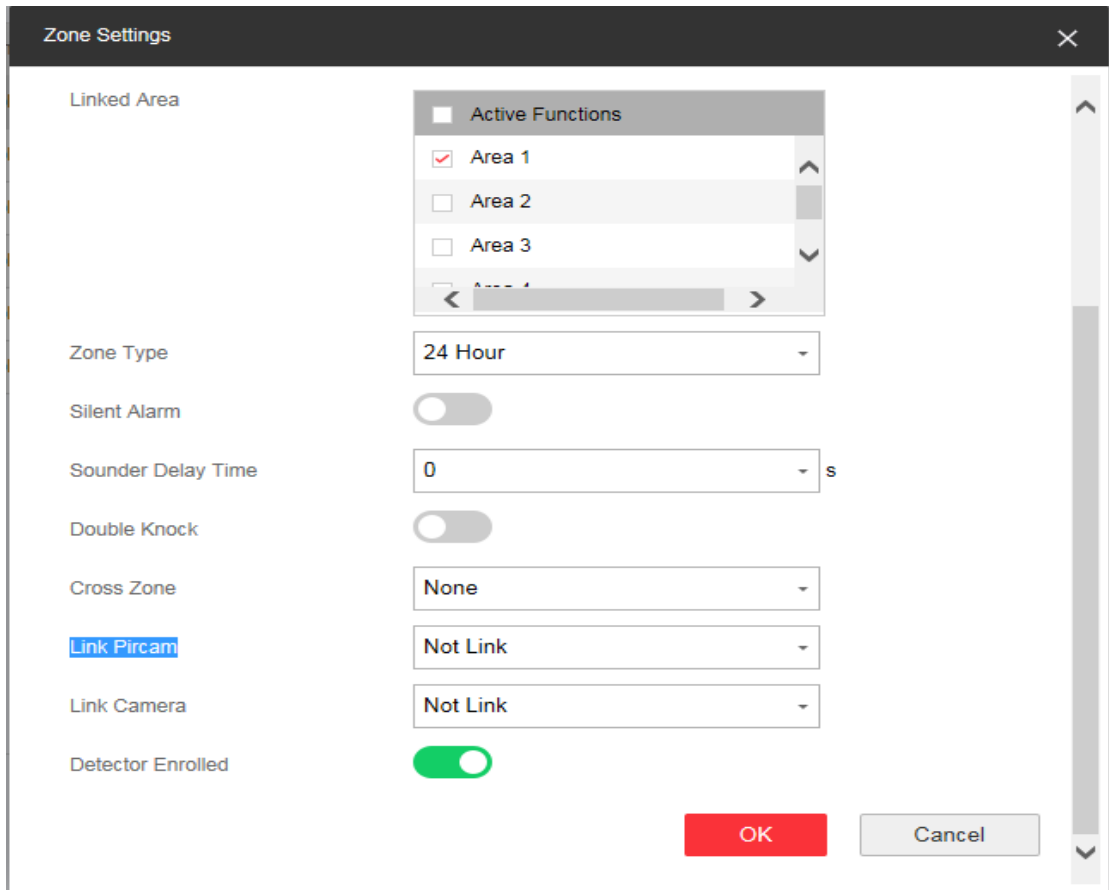 Zone Settings
Linked Area
Active Functions
Area 1
Area 2
Area 3
Zone Type 24 Hour
Silent Alarm
Sounder Delay Time 0 s
Double Knock
Cross Zone None
Link Pircam Not Link
Link Camera Not Link
Detector Enrolled
OK Cancel